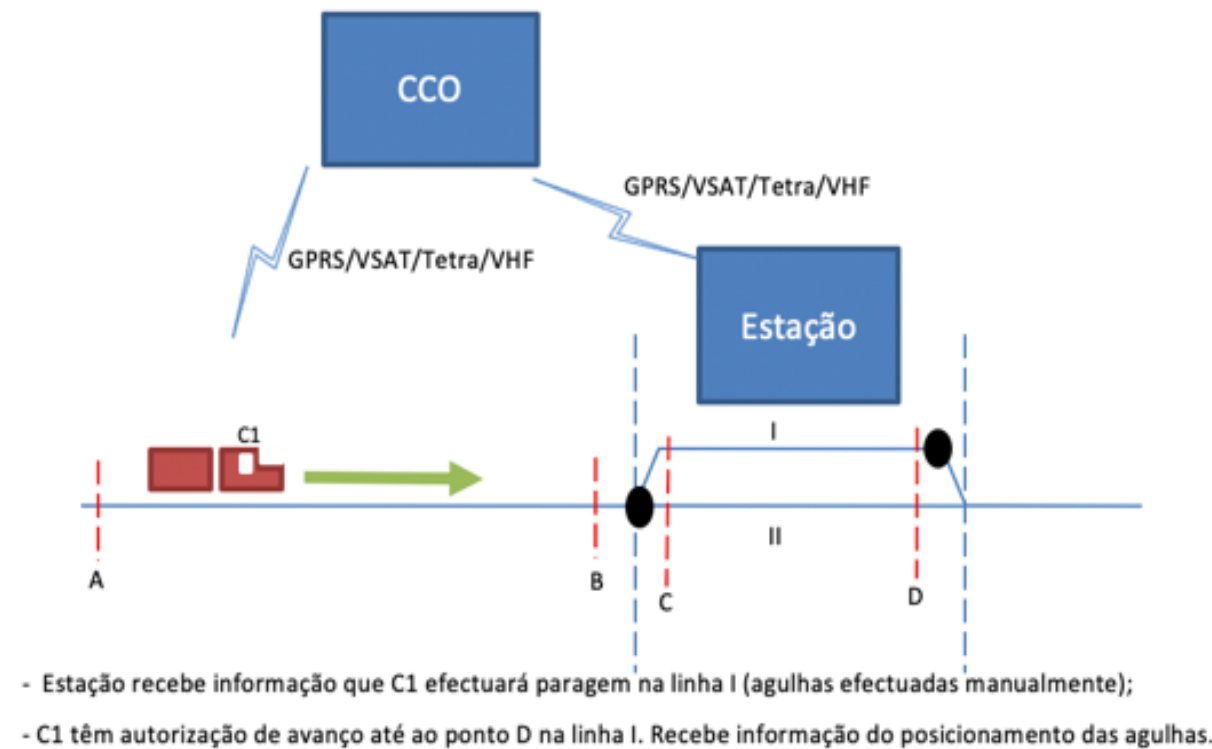 CCO
GPRS/VSAT/Tetra/VHF
GPRS/VSAT/Tetra/VHF
Estação
C1
I
II
A
B
C
D
- Estação recebe informação que C1 efectuará paragem na linha I (agulhas efectuadas manualmente);
- C1 têm autorização de avanço até ao ponto D na linha I. Recebe informação do posicionamento das agulhas.